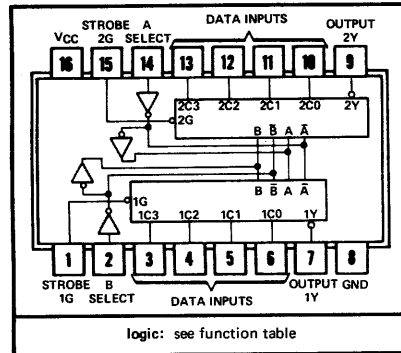 STROBE A DATA INPUTS OUTPUT
VCC 2G SELECT 2Y
16 15 14 13 12 11 10 9
2C3 2C2 2C1 2C0 2Y
2G
B B̅ A A̅
B B̅ A A̅
1G
1C3 1C2 1C1 1C0 1Y
1 2 3 4 5 6 7 8
STROBE B DATA INPUTS OUTPUT GND
1G SELECT 1Y
logic: see function table